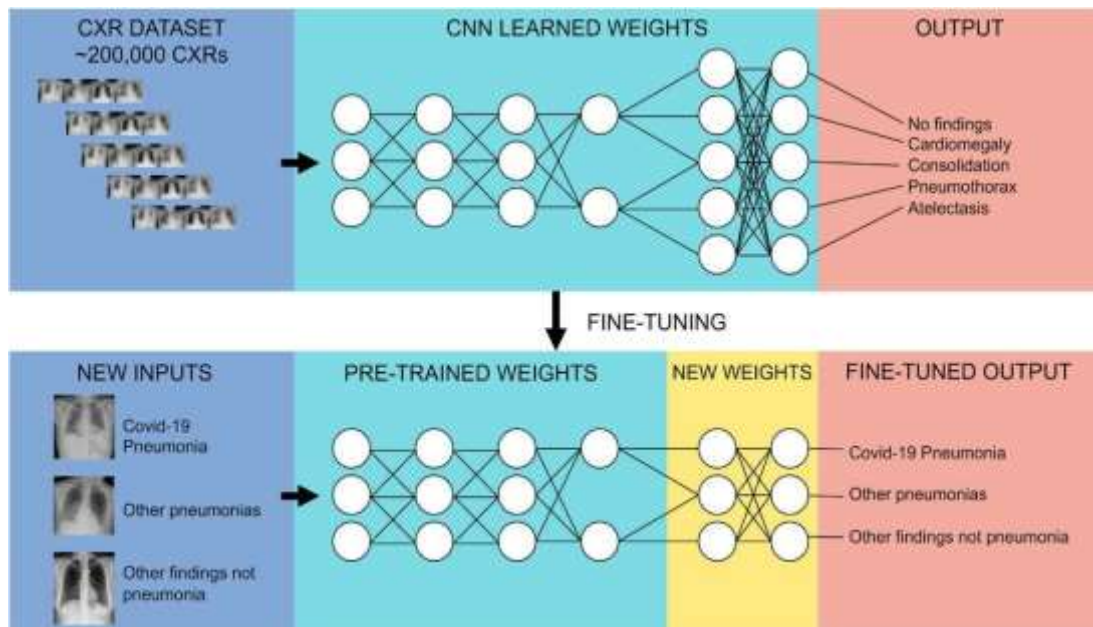 CXR DATASET
~200,000 CXRs
CNN LEARNED WEIGHTS
OUTPUT
No findings
Cardiomegaly
Consolidation
Pneumothorax
Atelectasis
FINE-TUNING
NEW INPUTS
PRE-TRAINED WEIGHTS
NEW WEIGHTS
FINE-TUNED OUTPUT
Covid-19
Pneumonia
Other pneumonias
Other findings not
pneumonia
Covid-19 Pneumonia
Other pneumonias
Other findings not pneumonia